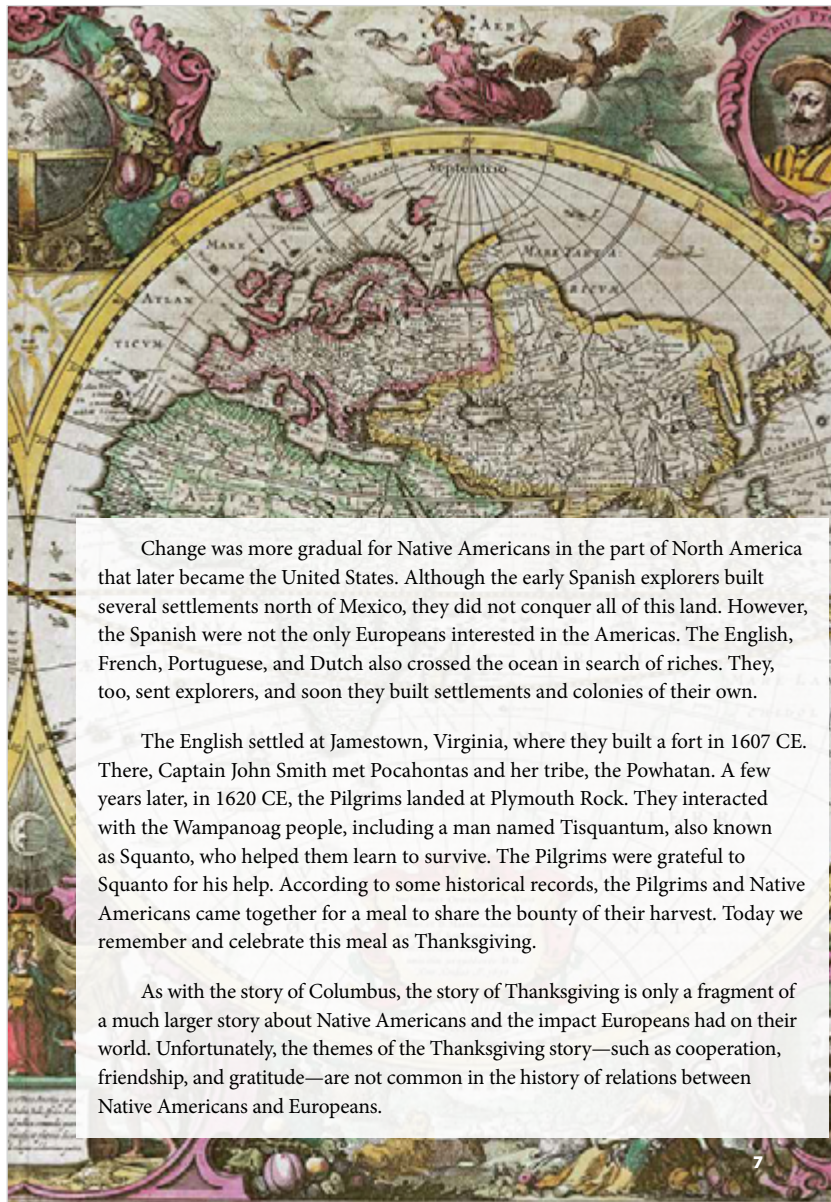 AER
CLAUDIUS PT
Septentrio
MARE
ATLAN
TICVM
MARE TARTA
RICUM
Change was more gradual for Native Americans in the part of North America
that later became the United States. Although the early Spanish explorers built
several settlements north of Mexico, they did not conquer all of this land. However,
the Spanish were not the only Europeans interested in the Americas. The English,
French, Portuguese, and Dutch also crossed the ocean in search of riches. They,
too, sent explorers, and soon they built settlements and colonies of their own.
The English settled at Jamestown, Virginia, where they built a fort in 1607 CE.
There, Captain John Smith met Pocahontas and her tribe, the Powhatan. A few
years later, in 1620 CE, the Pilgrims landed at Plymouth Rock. They interacted
with the Wampanoag people, including a man named Tisquantum, also known
as Squanto, who helped them learn to survive. The Pilgrims were grateful to
Squanto for his help. According to some historical records, the Pilgrims and Native
Americans came together for a meal to share the bounty of their harvest. Today we
remember and celebrate this meal as Thanksgiving.
As with the story of Columbus, the story of Thanksgiving is only a fragment of
a much larger story about Native Americans and the impact Europeans had on their
world. Unfortunately, the themes of the Thanksgiving story—such as cooperation,
friendship, and gratitude—are not common in the history of relations between
Native Americans and Europeans.
7